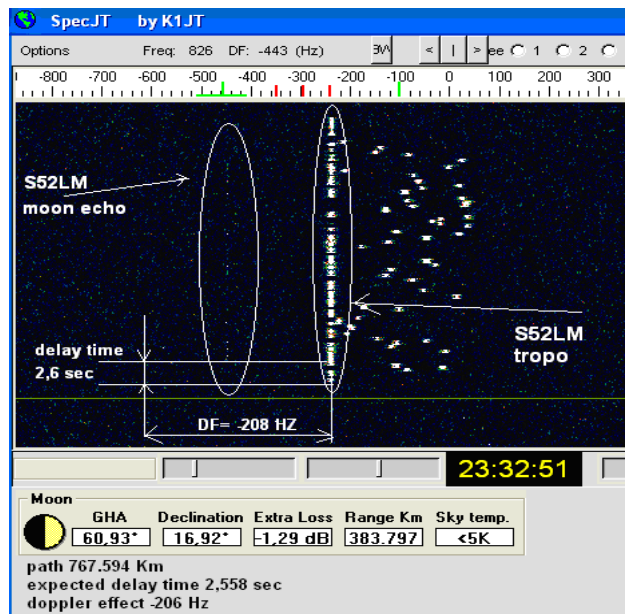 SpecJT by K1JT
Options Freq: 826 DF: -443 (Hz) < | > ee 1 2
-800 -700 -600 -500 -400 -300 -200 -100 0 100 200 300
S52LM
moon echo
S52LM
tropo
delay time
2,6 sec
DF= -208 HZ
23:32:51
Moon
GHA Declination Extra Loss Range Km Sky temp.
60,93° 16,92° -1,29 dB 383.797 <5K
path 767.594 Km
expected delay time 2,558 sec
doppler effect -206 Hz